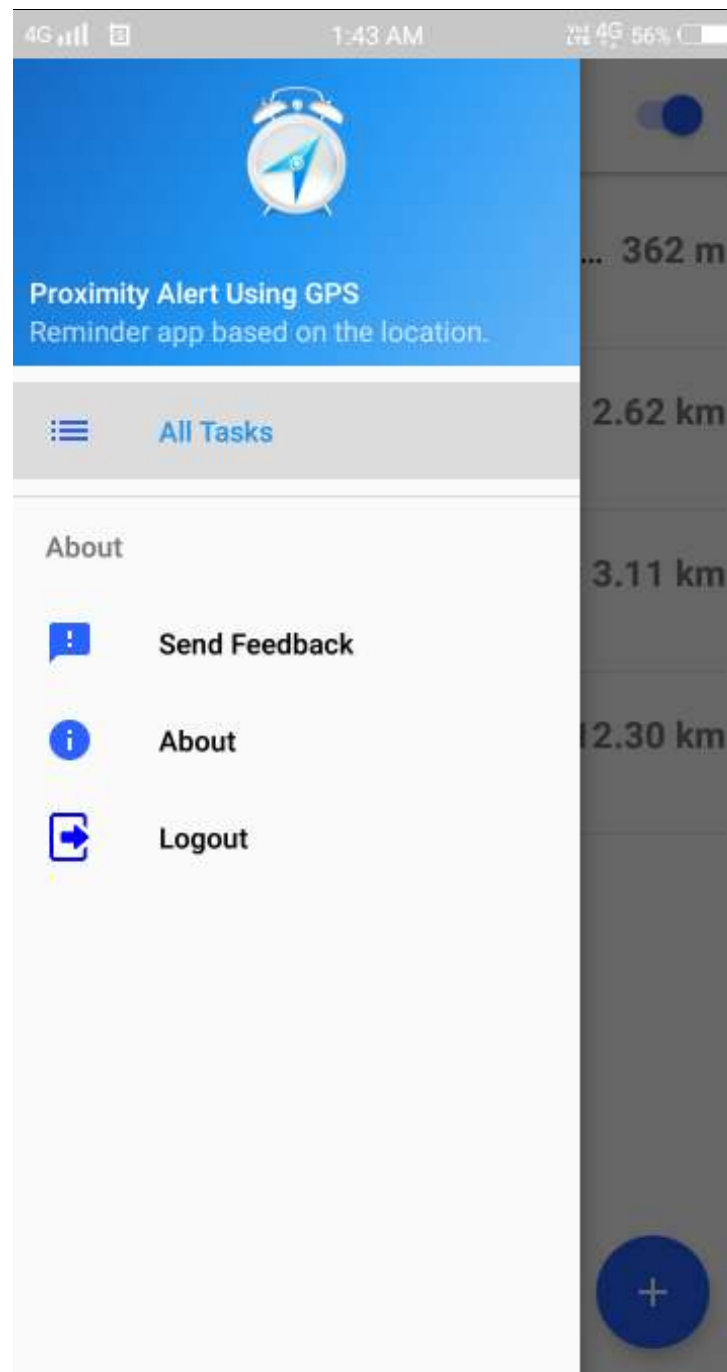 4G 1:43 AM 4G 56%
Proximity Alert Using GPS
Reminder app based on the location.
... 362 m
All Tasks
2.62 km
About
3.11 km
Send Feedback
About
12.30 km
Logout
+